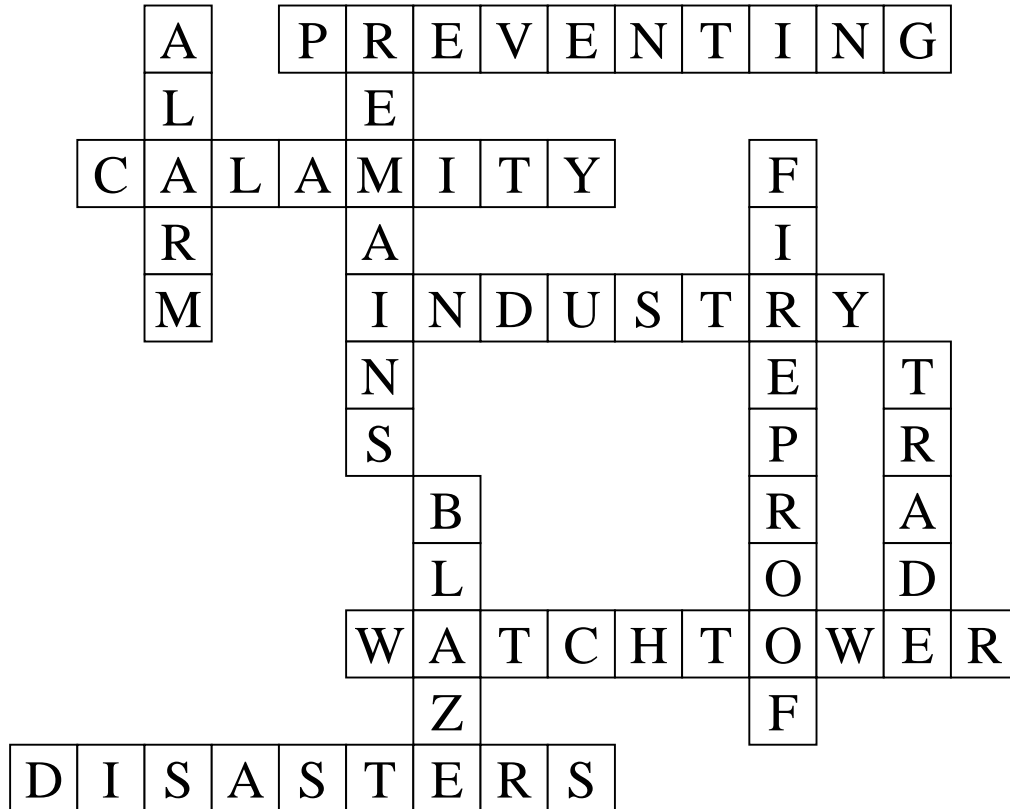 A PREVENTING
L E
CALAMITY F
R A I
M INDUSTRY
N E T
S P R
B R A
L O D
WATCHTOWER
Z F
DISASTERS